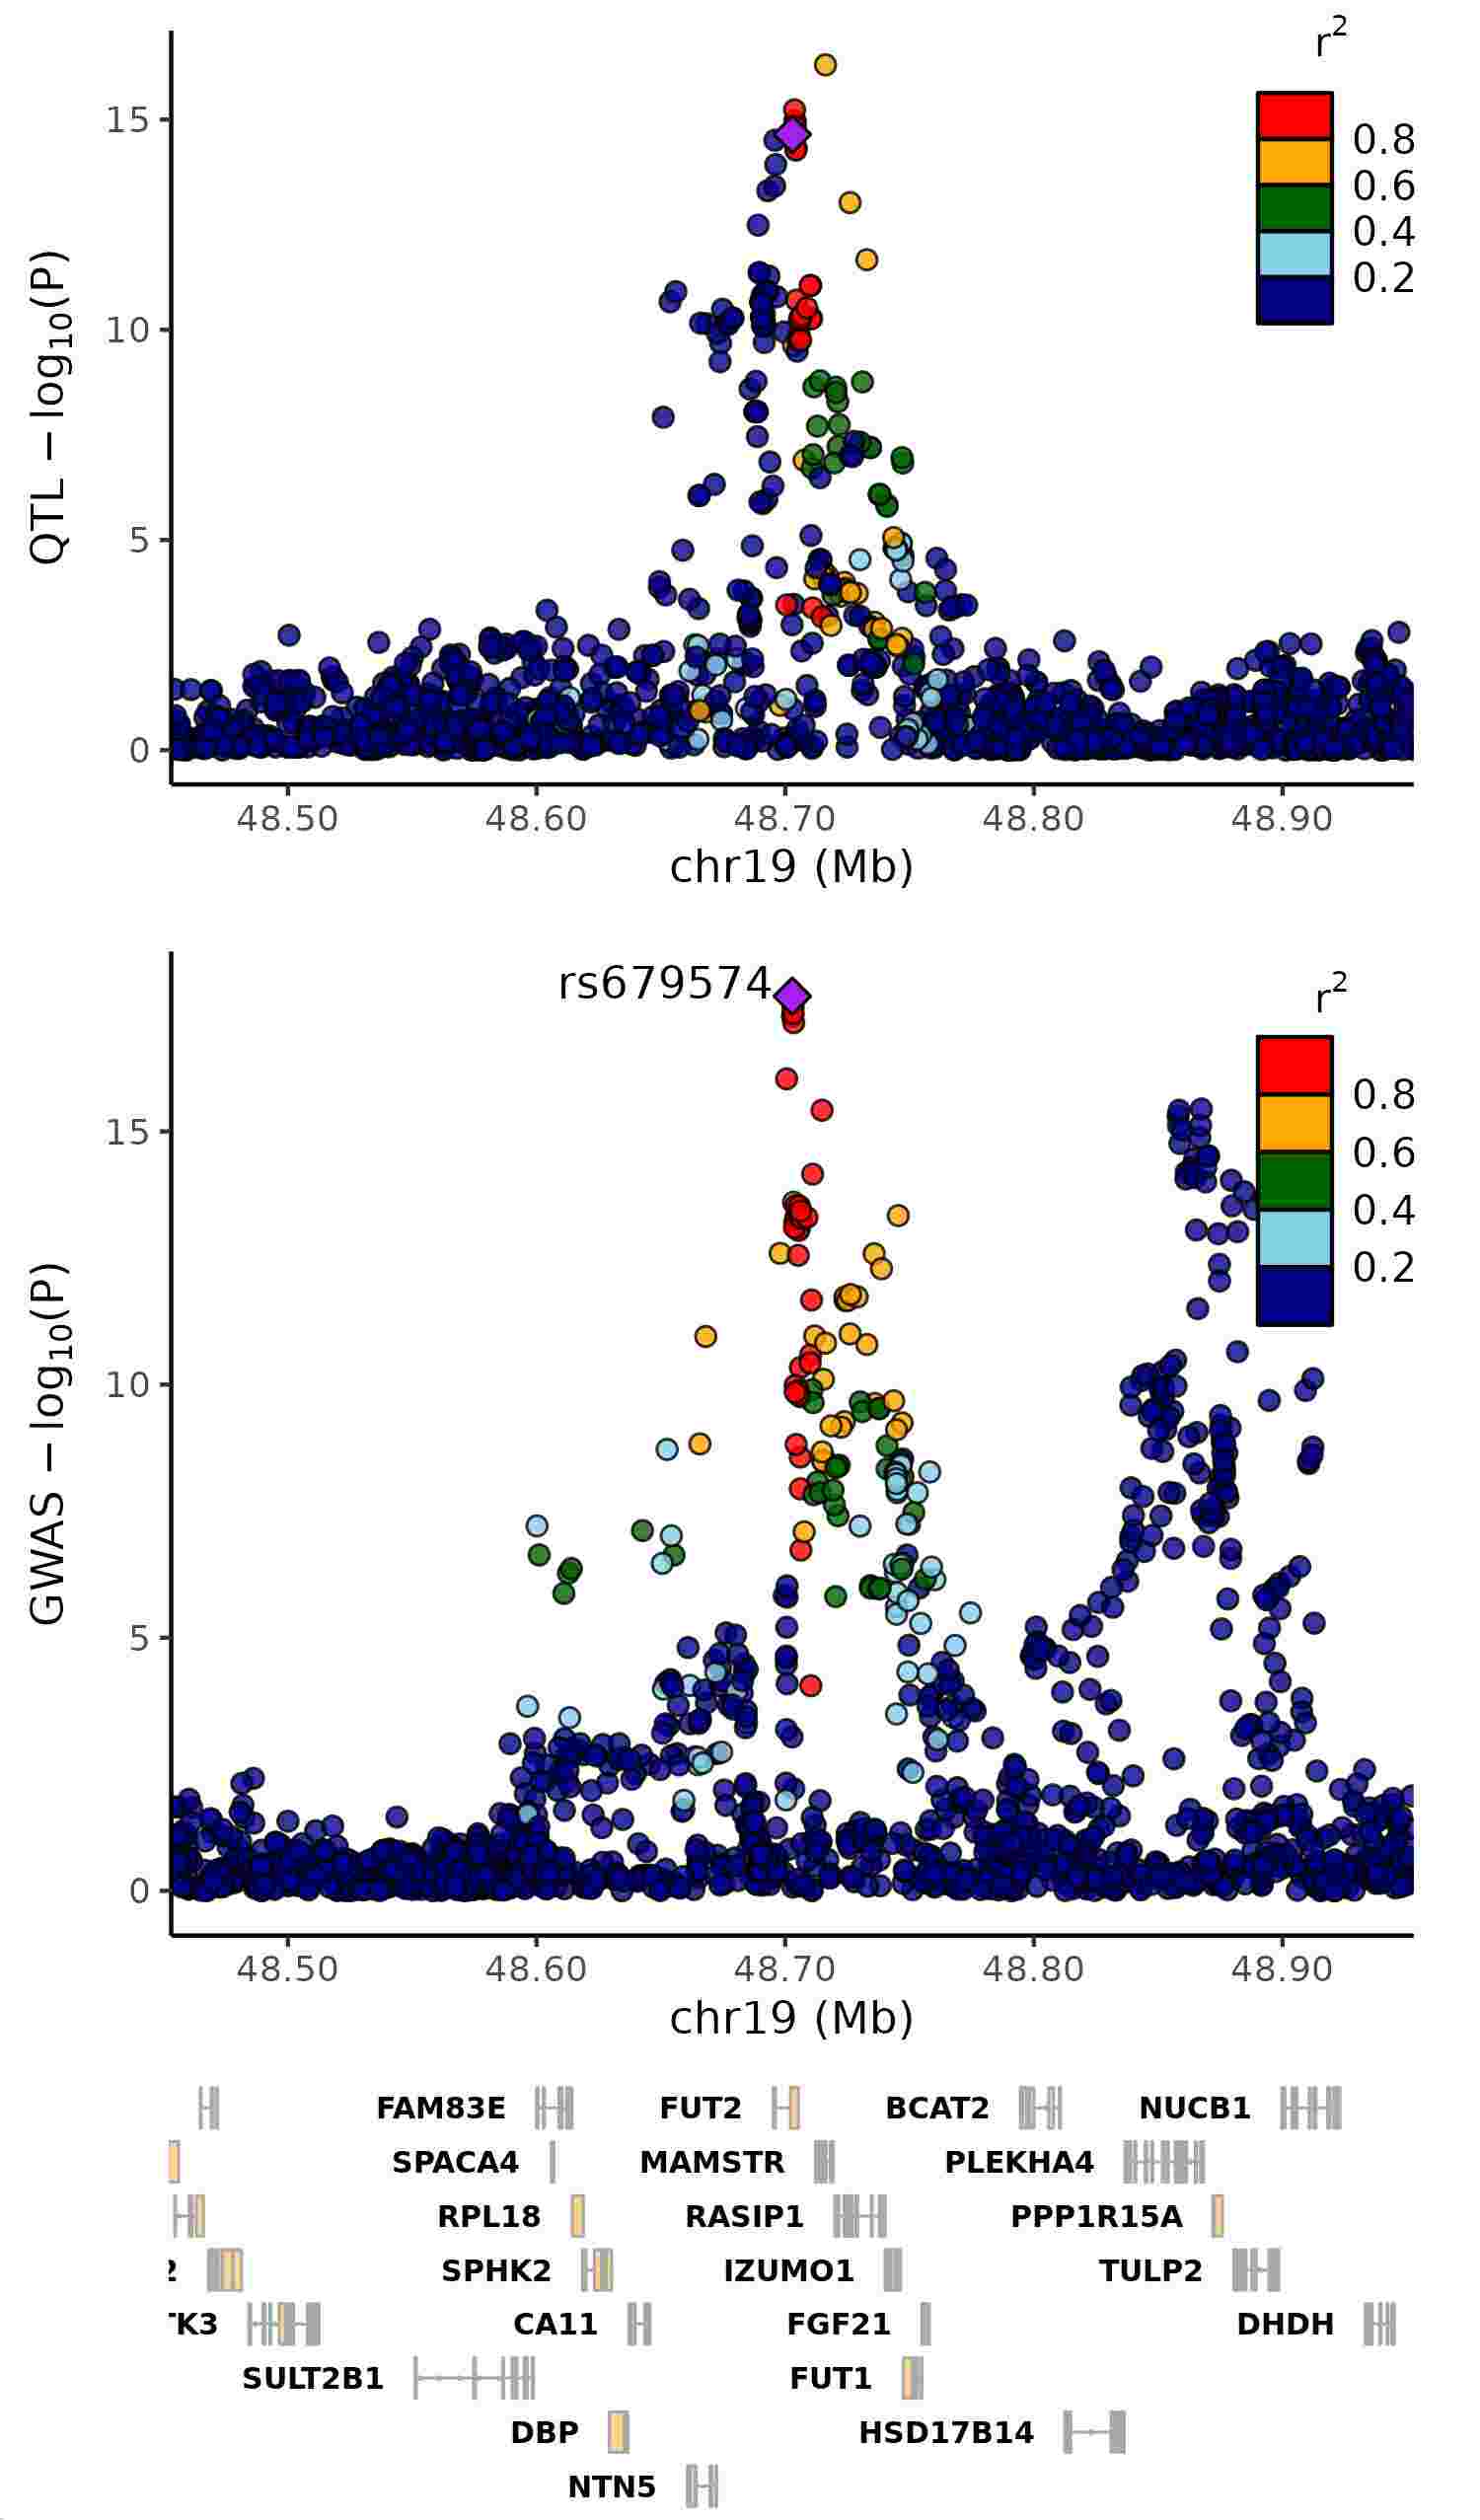 r²
15
0.8
0.6
0.4
0.2
10
5
0
QTL − log₁₀(P)
48.50 48.60 48.70 48.80 48.90
chr19 (Mb)
rs679574
r²
15
0.8
0.6
0.4
0.2
10
5
0
GWAS − log₁₀(P)
48.50 48.60 48.70 48.80 48.90
chr19 (Mb)
FAM83E FUT2 BCAT2 NUCB1
SPACA4 MAMSTR PLEKHA4
RPL18 RASIP1 PPP1R15A
2 SPHK2 IZUMO1 TULP2
TK3 CA11 FGF21 DHDH
SULT2B1 FUT1
DBP HSD17B14
NTN5